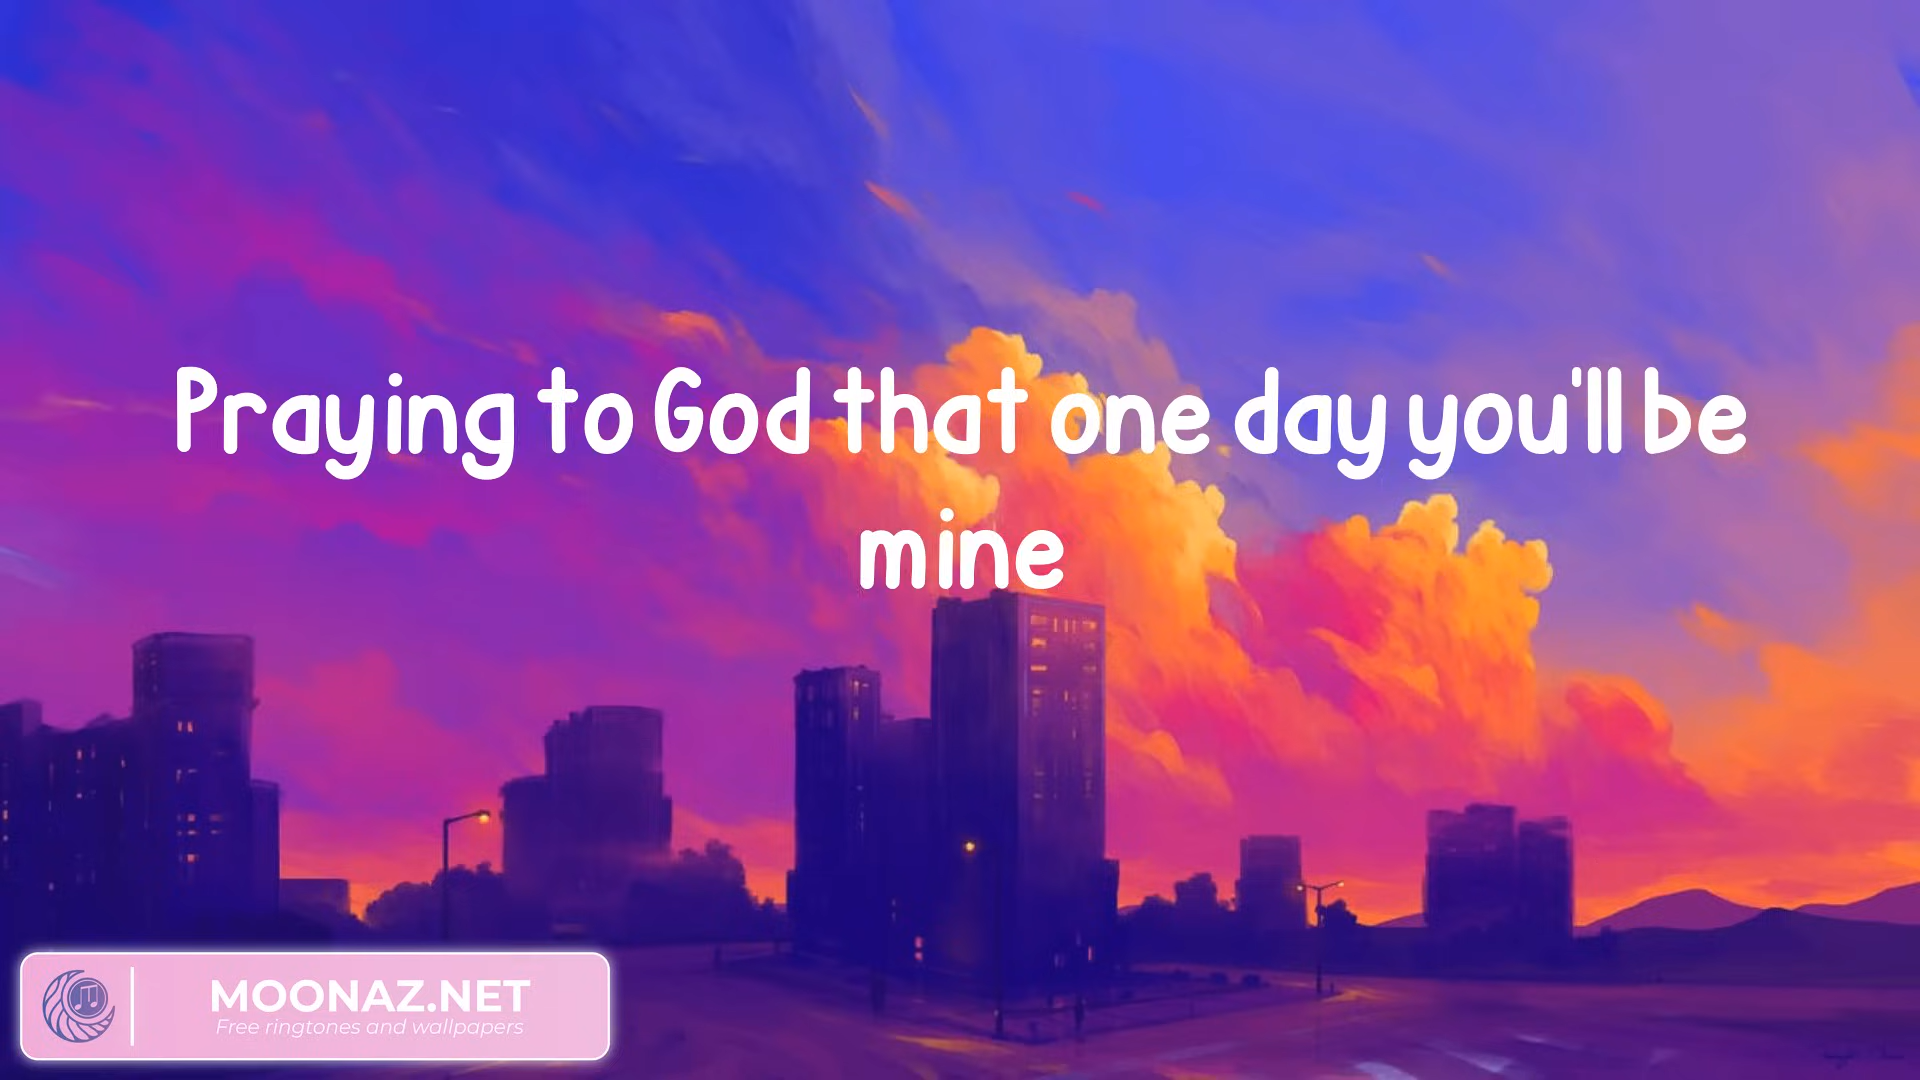 Praying to God that one day you'll be
mine
MOONAZ.NET
Free ringtones and wallpapers